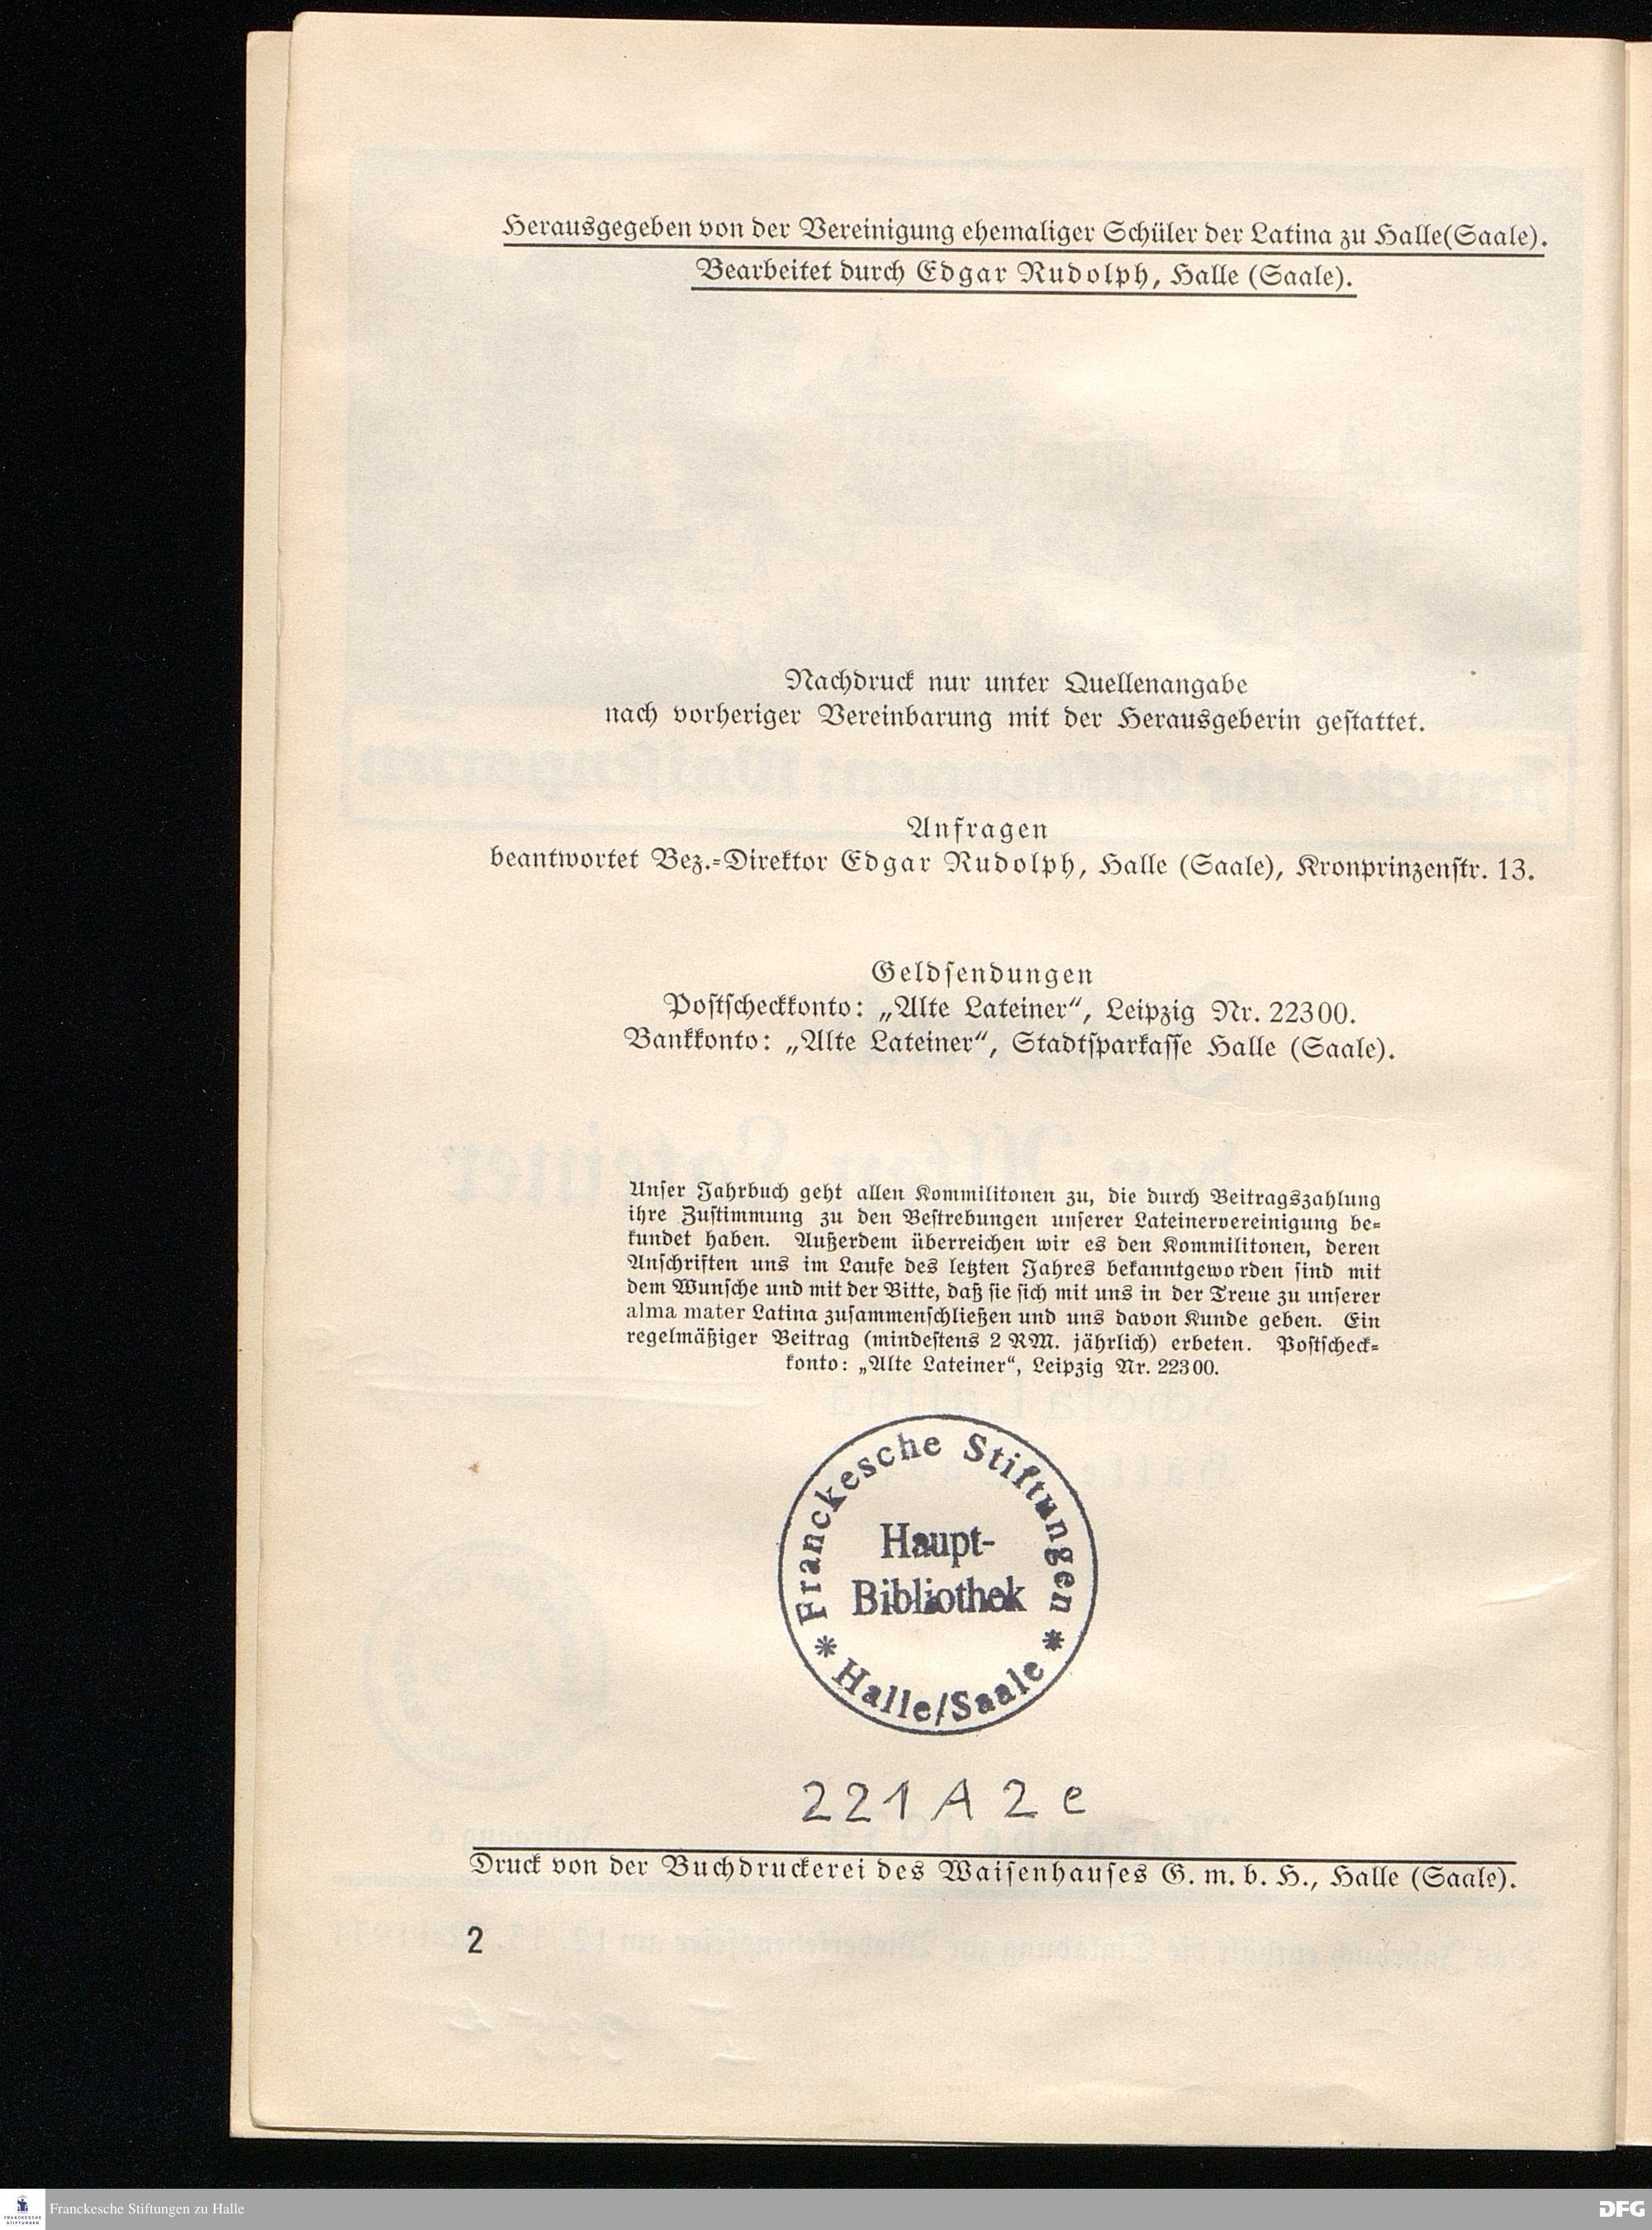 Herausgegeben von der Vereinigung ehemaliger Schüler der Latina zu Halle(Saale).
Bearbeitet durch Edgar Rudolph, Halle (Saale).
Nachdruck nur unter Quellenangabe
nach vorheriger Vereinbarung mit der Herausgeberin gestattet.
Anfragen
beantwortet Bez.-Direktor Edgar Rudolph, Halle (Saale), Kronprinzenstr. 13.
Geldsendungen
Postscheckkonto: „Alte Lateiner“, Leipzig Nr. 22300.
Bankkonto: „Alte Lateiner“, Stadtsparkasse Halle (Saale).
Unser Jahrbuch geht allen Kommilitonen zu, die durch Beitragszahlung
ihre Zustimmung zu den Bestrebungen unserer Lateinervereinigung be-
kundet haben. Außerdem überreichen wir es den Kommilitonen, deren
Anschriften uns im Laufe des letzten Jahres bekanntgeworden sind mit
dem Wunsche und mit der Bitte, daß sie sich mit uns in der Treue zu unserer
alma mater Latina zusammenschließen und uns davon Kunde geben. Ein
regelmäßiger Beitrag (mindestens 2 RM. jährlich) erbeten. Postscheck-
konto: „Alte Lateiner“, Leipzig Nr. 22300.
Franckesche Stiftungen
Haupt-
Bibliothek
* Halle/Saale *
221 A 2 e
Druck von der Buchdruckerei des Waisenhauses G. m. b. H., Halle (Saale).
2
FRANCKESCHE
STIFTUNGEN
Franckesche Stiftungen zu Halle
DFG